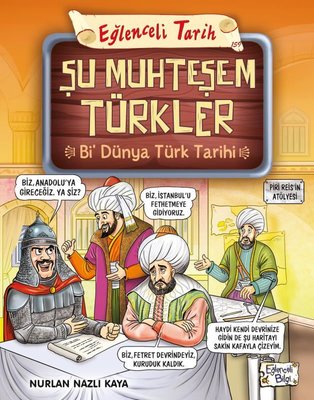 Eğlenceli Tarih
159
ŞU MUHTEŞEM
TÜRKLER
Bi' Dünya Türk Tarihi
BİZ, ANADOLU'YA
GİRECEĞİZ. YA SİZ?
BİZ, İSTANBUL'U
FETHETMEYE
GİDİYORUZ.
PİRİ REİS'İN
ATÖLYESİ
BİZ, FETRET DEVRİNDEYİZ,
KURUDUK KALDIK.
HAYDİ KENDİ DEVRİNİZE
GİDİN DE ŞU HARİTAYI
SAKİN KAFAYLA ÇİZEYİM.
NURLAN NAZLI KAYA
Eğlenceli
Bilgi